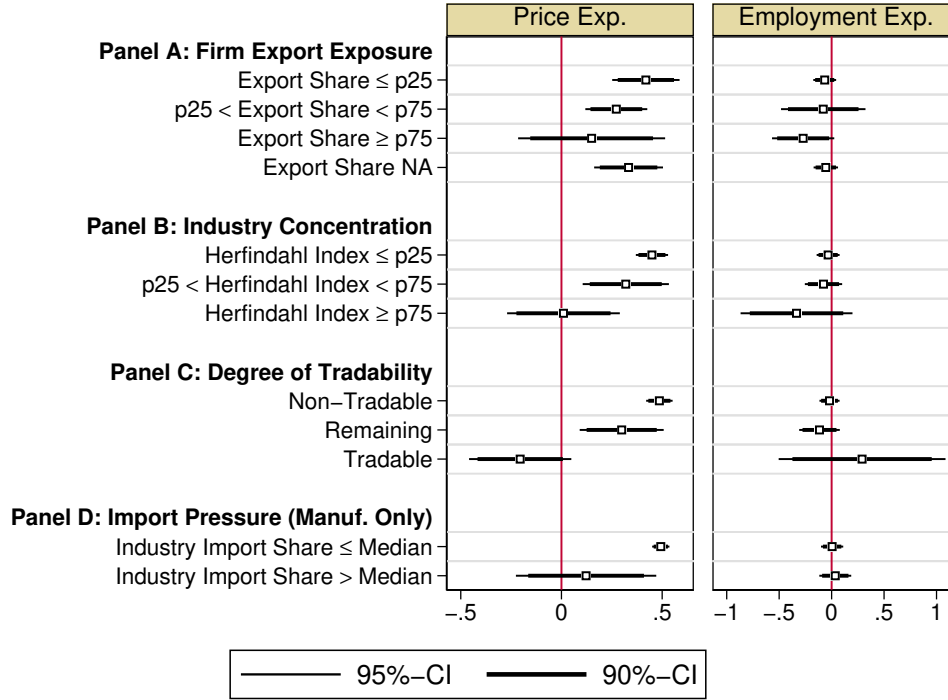 Price Exp. Employment Exp.
Panel A: Firm Export Exposure
Export Share ≤ p25
p25 < Export Share < p75
Export Share ≥ p75
Export Share NA
Panel B: Industry Concentration
Herfindahl Index ≤ p25
p25 < Herfindahl Index < p75
Herfindahl Index ≥ p75
Panel C: Degree of Tradability
Non−Tradable
Remaining
Tradable
Panel D: Import Pressure (Manuf. Only)
Industry Import Share ≤ Median
Industry Import Share > Median
−.5 0 .5 −1 −.5 0 .5 1
95%−CI 90%−CI